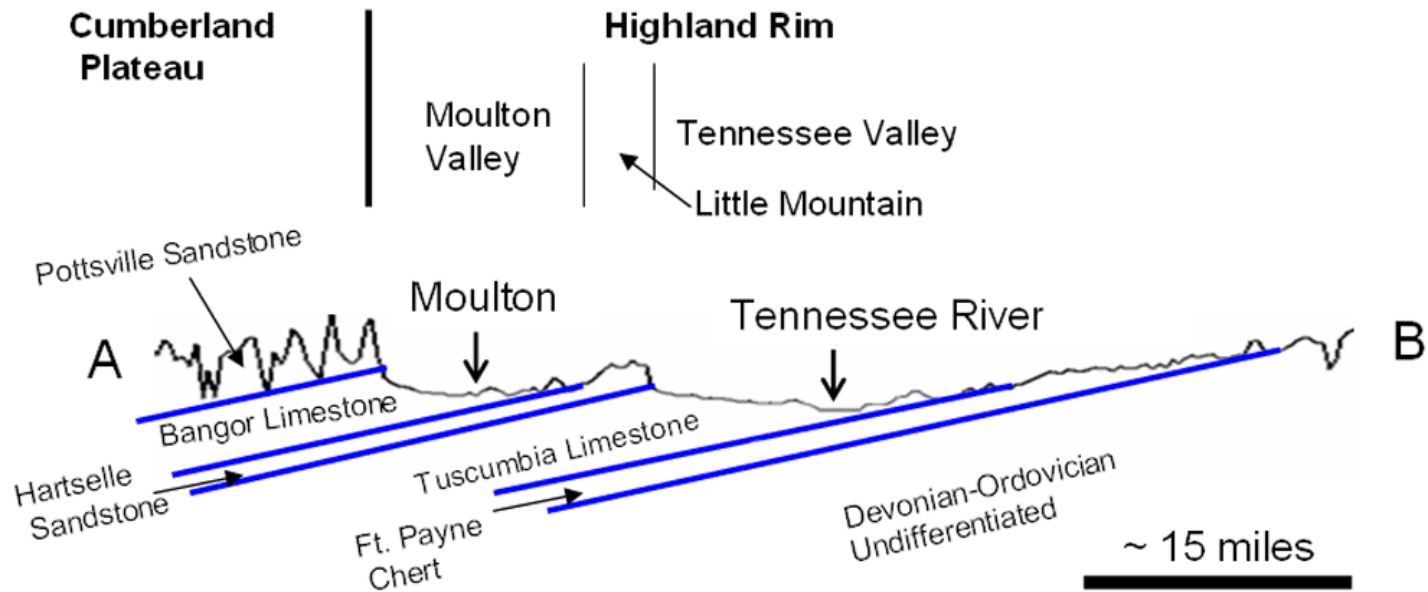 Cumberland
Plateau
Highland Rim
Moulton
Valley
Tennessee Valley
Little Mountain
Pottsville Sandstone
Moulton
Tennessee River
A
B
Bangor Limestone
Hartselle
Sandstone
Tuscumbia Limestone
Ft. Payne
Chert
Devonian-Ordovician
Undifferentiated
~ 15 miles